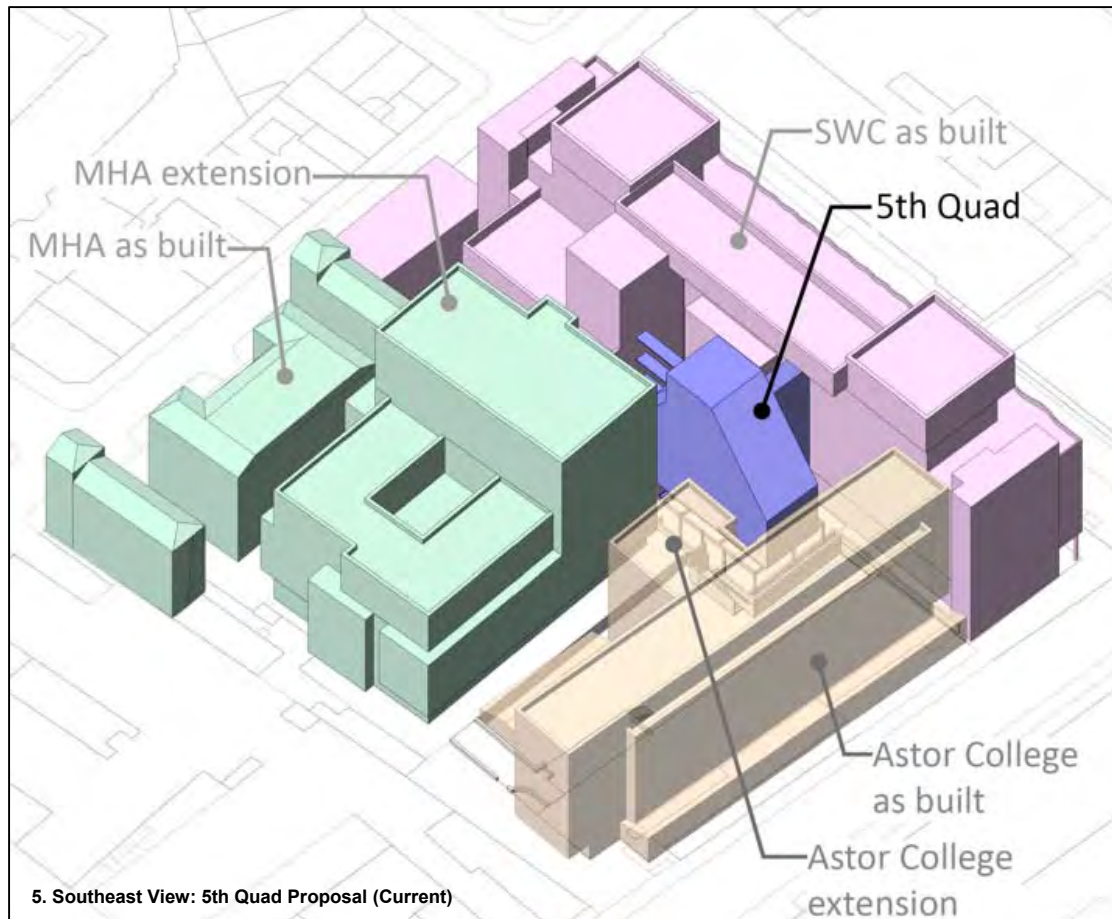 SWC as built
MHA extension
5th Quad
MHA as built
Astor College
as built
Astor College
extension
5. Southeast View: 5th Quad Proposal (Current)